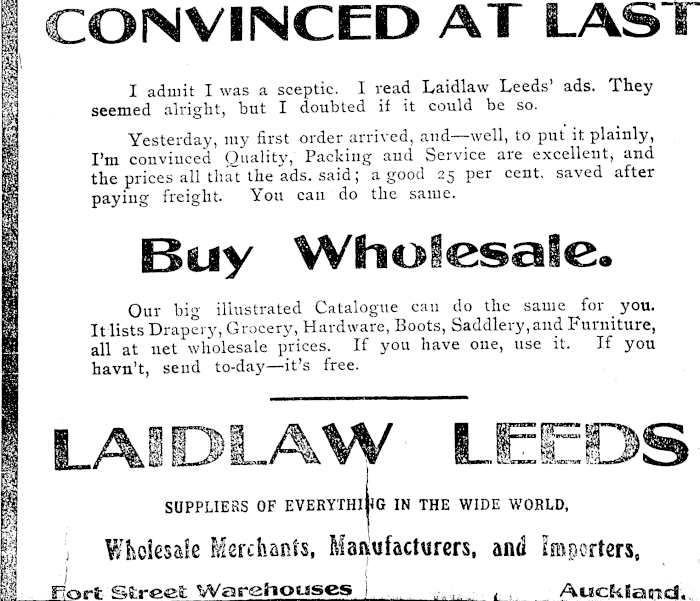 CONVINCED AT LAST
I admit I was a sceptic. I read Laidlaw Leeds' ads. They
seemed alright, but I doubted if it could be so.
Yesterday, my first order arrived, and—well, to put it plainly,
I'm convinced Quality, Packing and Service are excellent, and
the prices all that the ads. said; a good 25 per cent. saved after
paying freight. You can do the same.
Buy Wholesale.
Our big illustrated Catalogue can do the same for you.
It lists Drapery, Grocery, Hardware, Boots, Saddlery, and Furniture,
all at net wholesale prices. If you have one, use it. If you
havn't, send to-day—it's free.
LAIDLAW LEEDS
SUPPLIERS OF EVERYTHING IN THE WIDE WORLD,
Wholesale Merchants, Manufacturers, and Importers,
Fort Street Warehouses Auckland.